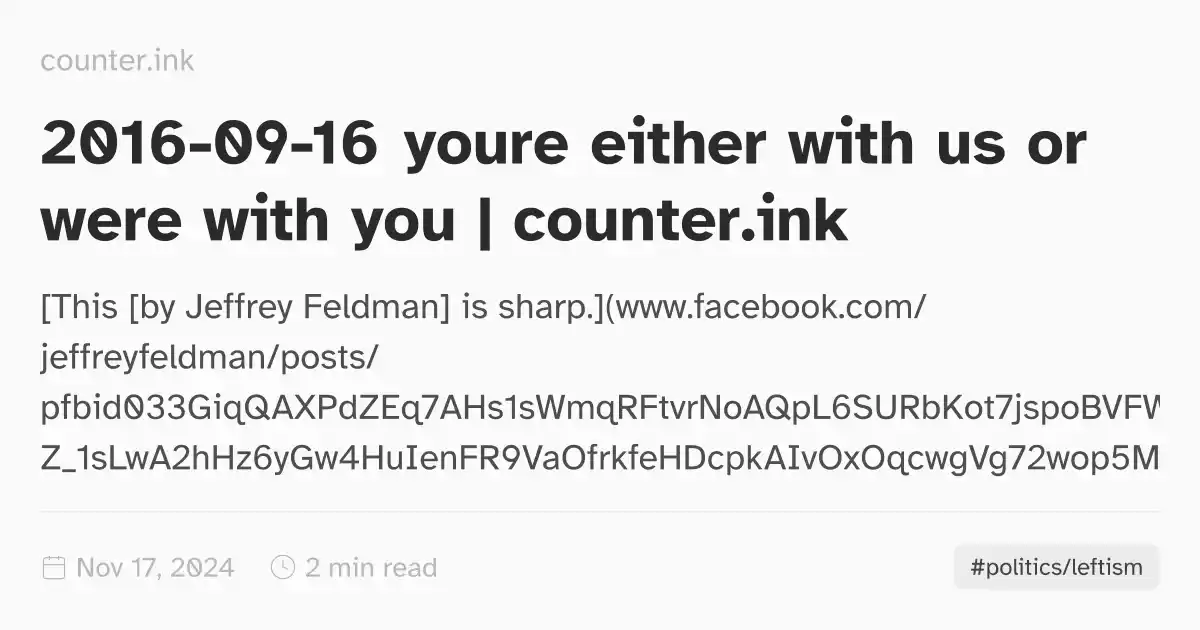 counter.ink
2016-09-16 youre either with us or
were with you | counter.ink
[This [by Jeffrey Feldman] is sharp.](www.facebook.com/
jeffreyfeldman/posts/
pfbid033GiqQAXPdZEq7AHs1sWmqRFtvrNoAQpL6SURbKot7jspoBVFW
Z_1sLwA2hHz6yGw4HuIenFR9VaOfrkfeHDcpkAIvOxOqcwgVg72wop5M
Nov 17, 2024 2 min read #politics/leftism